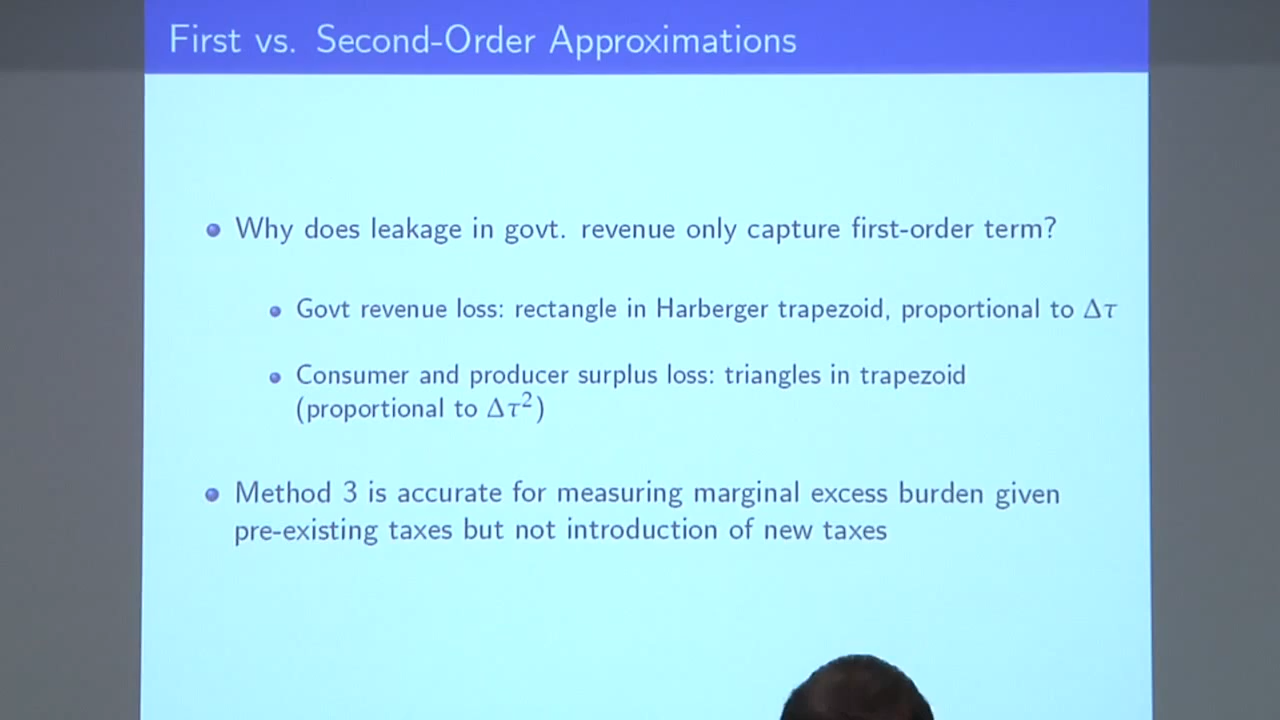 First vs. Second-Order Approximations
Why does leakage in govt. revenue only capture first-order term?
Govt revenue loss: rectangle in Harberger trapezoid, proportional to Δτ
Consumer and producer surplus loss: triangles in trapezoid
(proportional to Δτ²)
Method 3 is accurate for measuring marginal excess burden given
pre-existing taxes but not introduction of new taxes